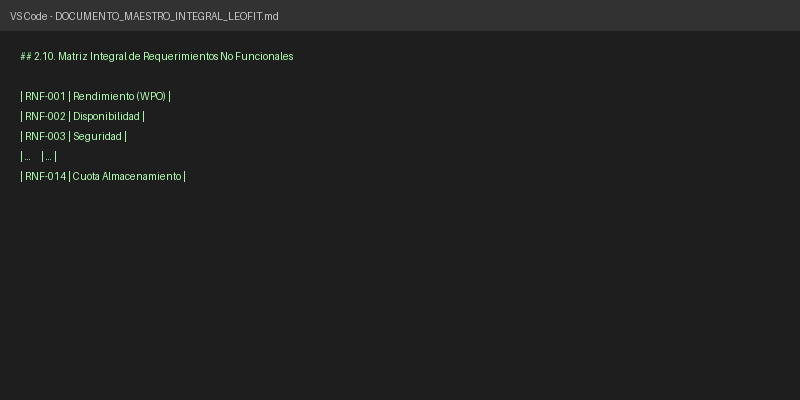 VS Code - DOCUMENTO_MAESTRO_INTEGRAL_LEOFIT.md
## 2.10. Matriz Integral de Requerimientos No Funcionales
| RNF-001 | Rendimiento (WPO) |
| RNF-002 | Disponibilidad |
| RNF-003 | Seguridad |
| ... | ... |
| RNF-014 | Cuota Almacenamiento |